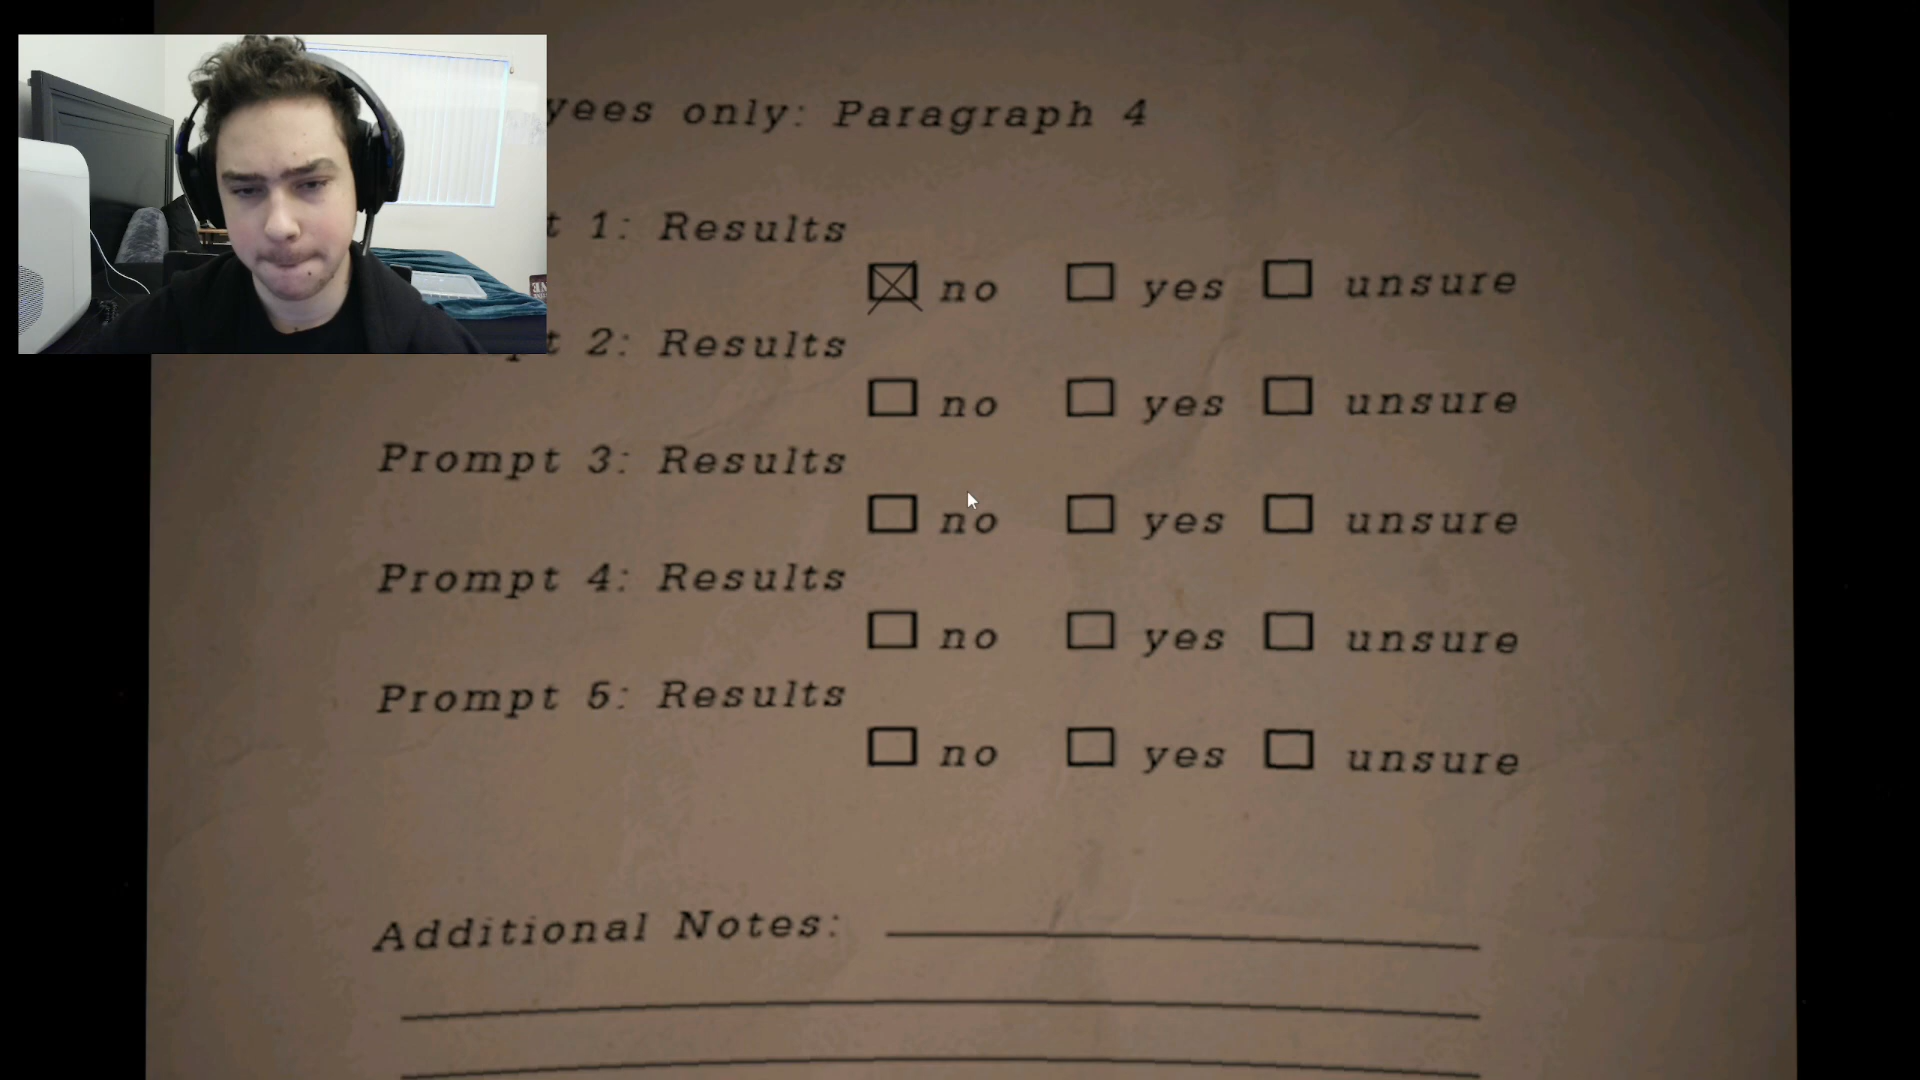 yees only: Paragraph 4
t 1: Results
no yes unsure
pt 2: Results
no yes unsure
Prompt 3: Results
no yes unsure
Prompt 4: Results
no yes unsure
Prompt 5: Results
no yes unsure
Additional Notes: